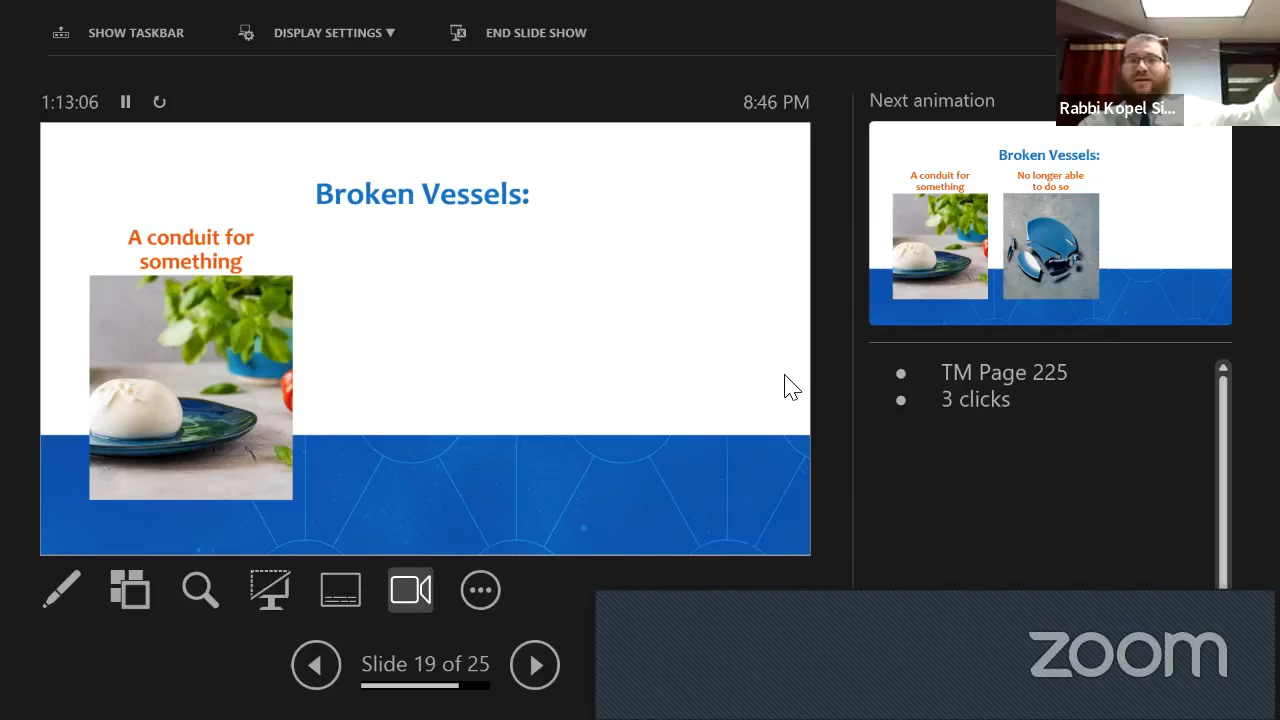 SHOW TASKBAR
DISPLAY SETTINGS ▼
END SLIDE SHOW
1:13:06
8:46 PM
Next animation
Rabbi Kopel Si...
Broken Vessels:
A conduit for
something
Broken Vessels:
A conduit for
something
No longer able
to do so
TM Page 225
3 clicks
Slide 19 of 25
zoom